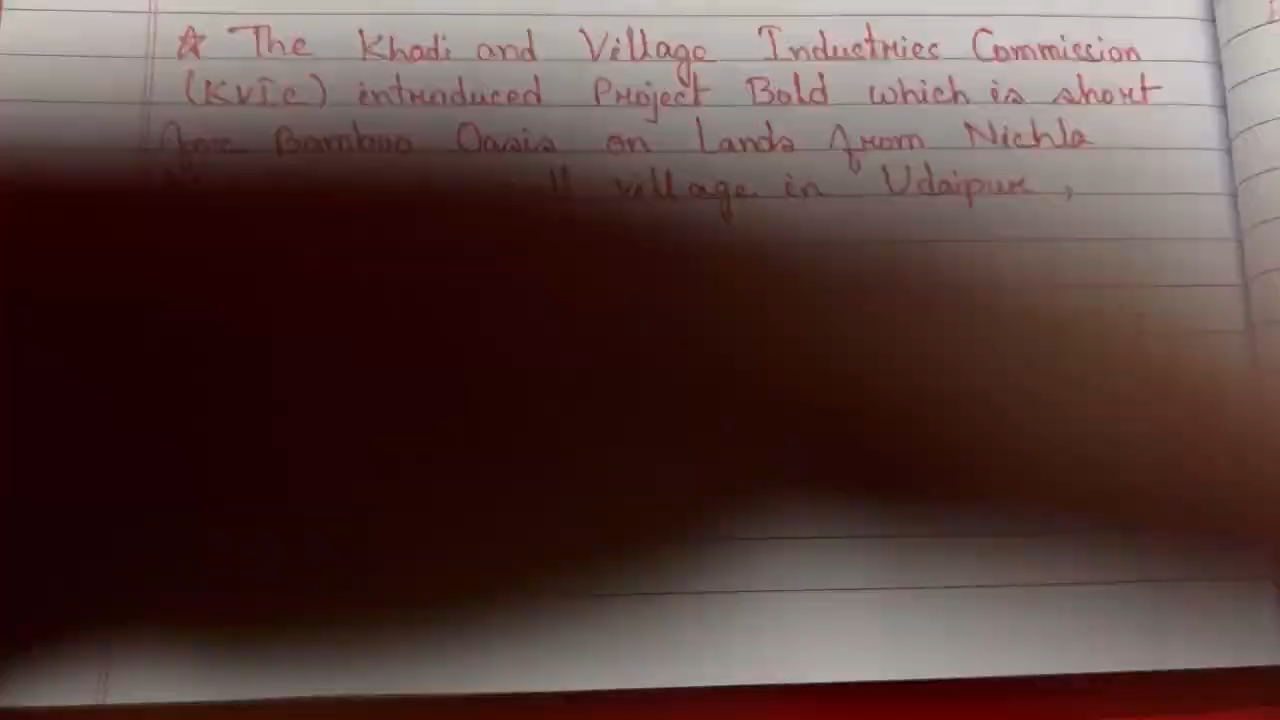 ☆ The Khadi and Village Industries Commission
(KVIC) introduced Project Bold which is short
for Bamboo Oasis on Lands from Nichla
village in Udaipur,